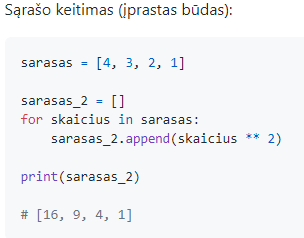 Sąrašo keitimas (įprastas būdas):
sarasas = [4, 3, 2, 1]
sarasas_2 = []
for skaicius in sarasas:
    sarasas_2.append(skaicius ** 2)
print(sarasas_2)
# [16, 9, 4, 1]